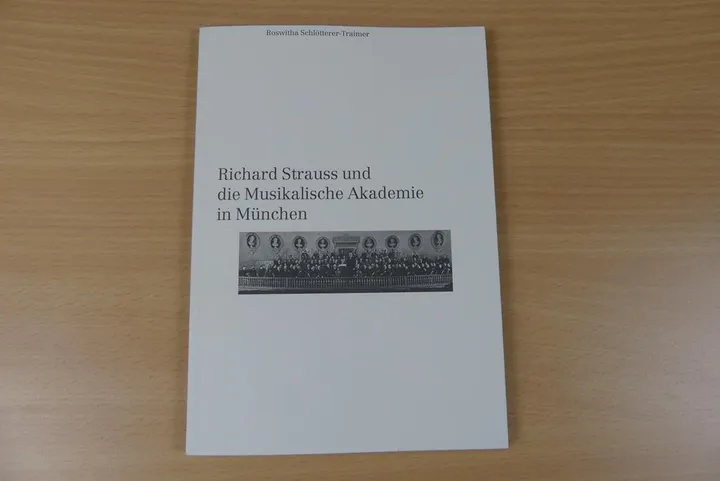 Roswitha Schlötterer-Traimer
Richard Strauss und
die Musikalische Akademie
in München